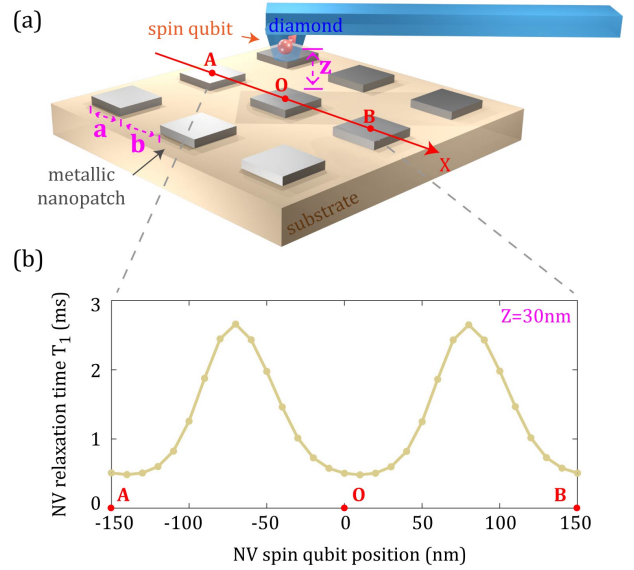 (a)
spin qubit
diamond
A
Z
O
B
a
b
X
metallic
nanopatch
substrate
(b)
NV relaxation time T₁ (ms)
3
2
1
0
Z=30nm
A
O
B
-150
-100
-50
0
50
100
150
NV spin qubit position (nm)